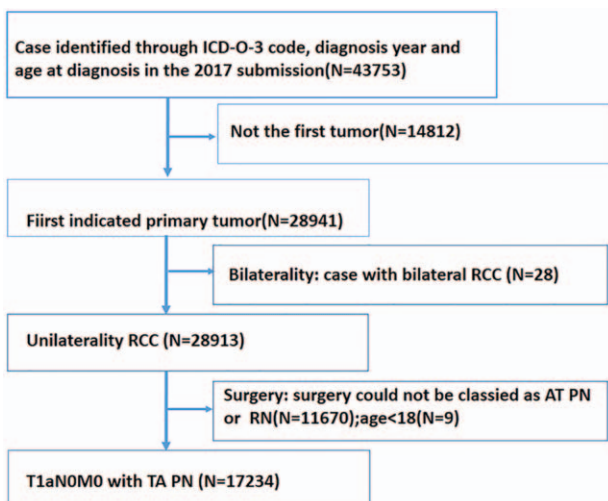 Case identified through ICD-O-3 code, diagnosis year and
age at diagnosis in the 2017 submission(N=43753)
Not the first tumor(N=14812)
Fiirst indicated primary tumor(N=28941)
Bilaterality: case with bilateral RCC (N=28)
Unilaterality RCC (N=28913)
Surgery: surgery could not be classied as AT PN
or RN(N=11670);age<18(N=9)
T1aN0M0 with TA PN (N=17234)